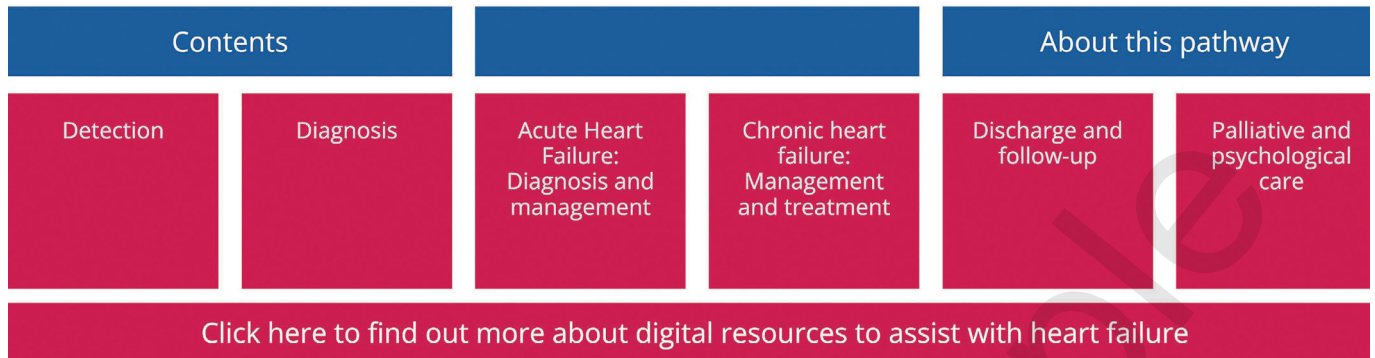 Contents
About this pathway
Detection
Diagnosis
Acute Heart
Failure:
Diagnosis and
management
Chronic heart
failure:
Management
and treatment
Discharge and
follow-up
Palliative and
psychological
care
Click here to find out more about digital resources to assist with heart failure